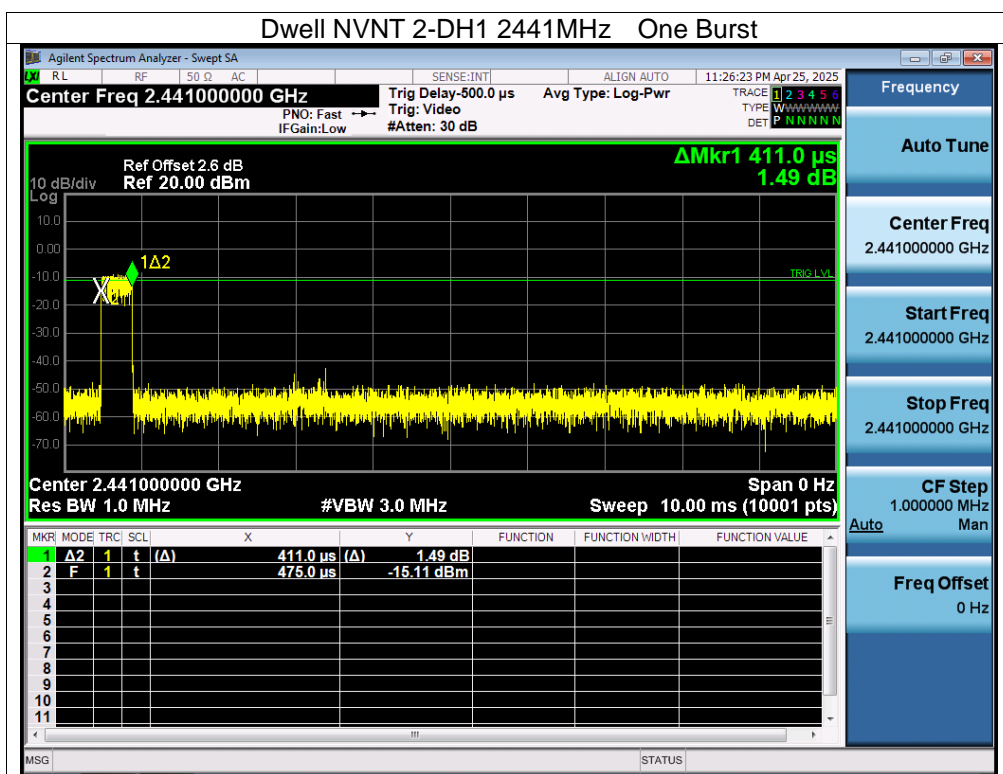 Dwell NVNT 2-DH1 2441MHz One Burst
Agilent Spectrum Analyzer - Swept SA
LXI RL RF 50 Ω AC SENSE:INT ALIGN AUTO 11:26:23 PM Apr 25, 2025
Center Freq 2.441000000 GHz Trig Delay-500.0 µs Avg Type: Log-Pwr TRACE 1 2 3 4 5 6
PNO: Fast Trig: Video TYPE WWWWWW
IFGain:Low #Atten: 30 dB DET P N N N N N
ΔMkr1 411.0 µs
1.49 dB
Ref Offset 2.6 dB
10 dB/div Ref 20.00 dBm
Log
10.0
0.00
-10.0
-20.0
-30.0
-40.0
-50.0
-60.0
-70.0
1Δ2
TRIG LVL
2
Center 2.441000000 GHz Span 0 Hz
Res BW 1.0 MHz #VBW 3.0 MHz Sweep 10.00 ms (10001 pts)
MKR MODE TRC SCL X Y FUNCTION FUNCTION WIDTH FUNCTION VALUE
1 Δ2 1 t (Δ) 411.0 µs (Δ) 1.49 dB
2 F 1 t 475.0 µs -15.11 dBm
3
4
5
6
7
8
9
10
11
MSG STATUS
Frequency
Auto Tune
Center Freq
2.441000000 GHz
Start Freq
2.441000000 GHz
Stop Freq
2.441000000 GHz
CF Step
1.000000 MHz
Auto Man
Freq Offset
0 Hz